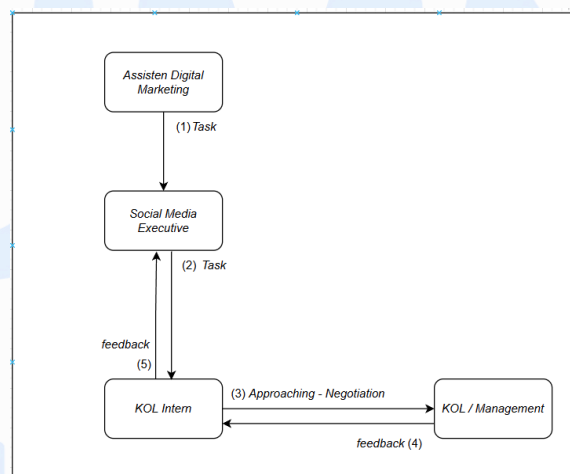 Assisten Digital
Marketing
(1) Task
Social Media
Executive
(2) Task
feedback
(5)
KOL Intern
(3) Approaching - Negotiation
KOL / Management
feedback (4)